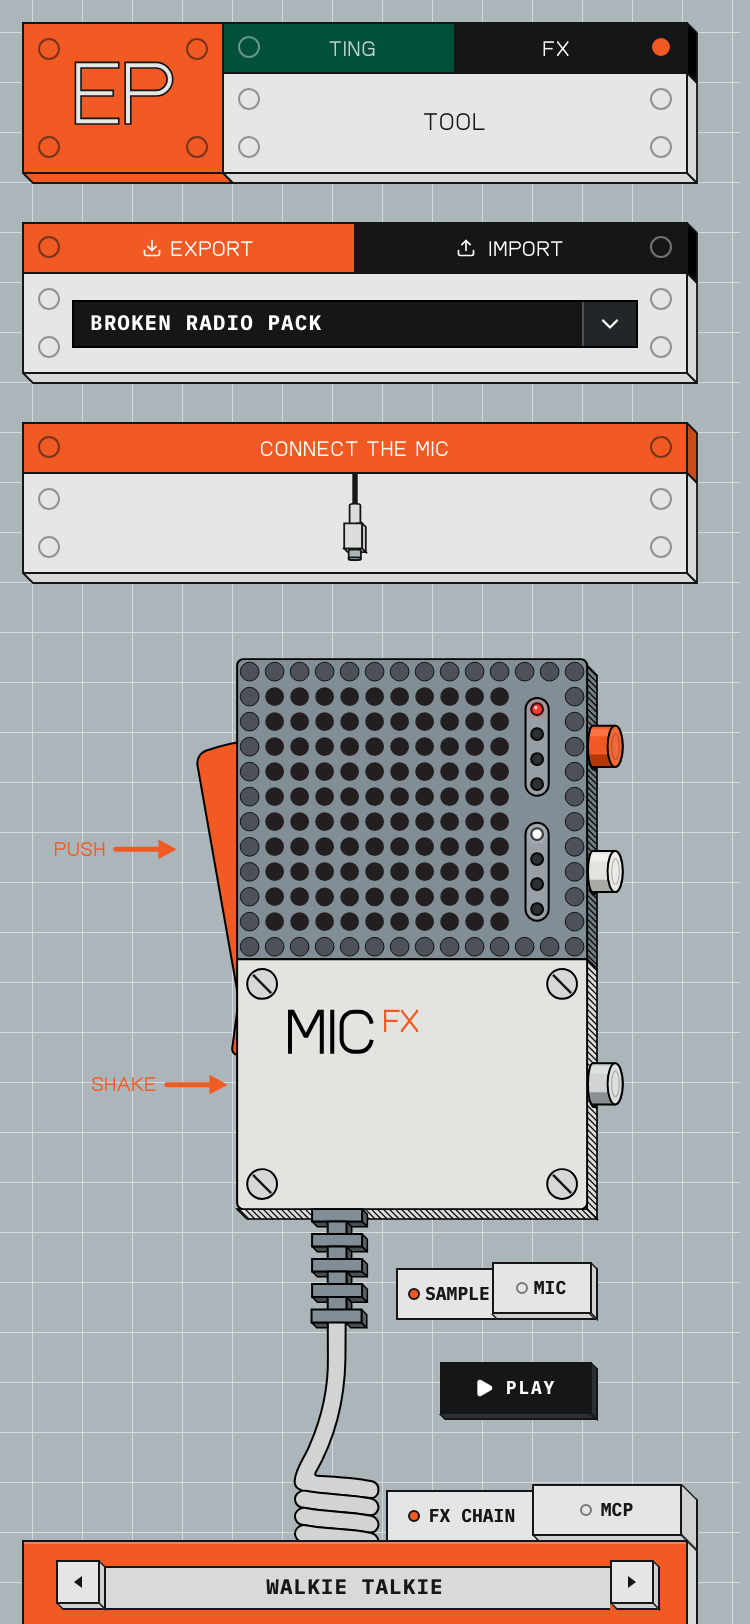 EP
TING
FX
TOOL
EXPORT
IMPORT
BROKEN RADIO PACK
CONNECT THE MIC
PUSH
MIC FX
SHAKE
SAMPLE
MIC
PLAY
FX CHAIN
MCP
WALKIE TALKIE